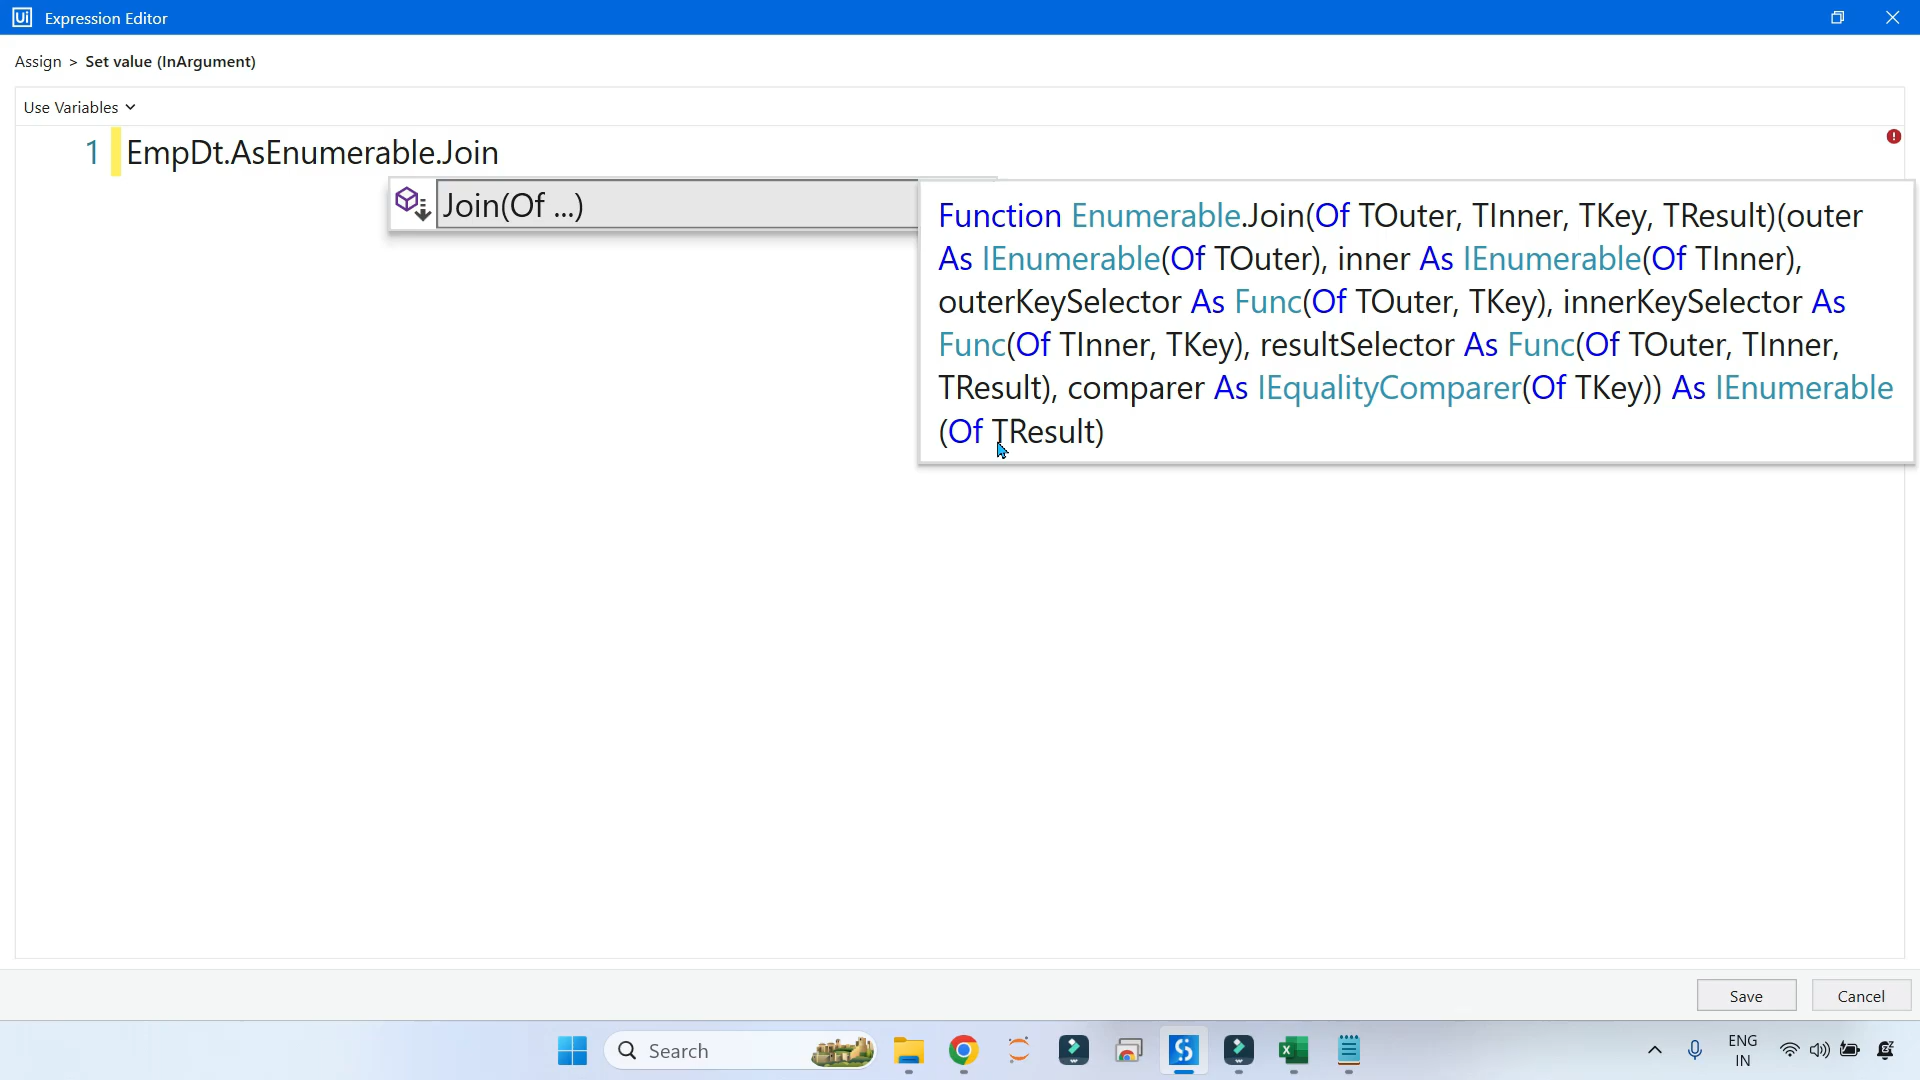 Ui Expression Editor
Assign > Set value (InArgument)
Use Variables
1 EmpDt.AsEnumerable.Join
Join(Of ...)
Function Enumerable.Join(Of TOuter, TInner, TKey, TResult)(outer
As IEnumerable(Of TOuter), inner As IEnumerable(Of TInner),
outerKeySelector As Func(Of TOuter, TKey), innerKeySelector As
Func(Of TInner, TKey), resultSelector As Func(Of TOuter, TInner,
TResult), comparer As IEqualityComparer(Of TKey)) As IEnumerable
(Of TResult)
Save Cancel
Search
ENG
IN